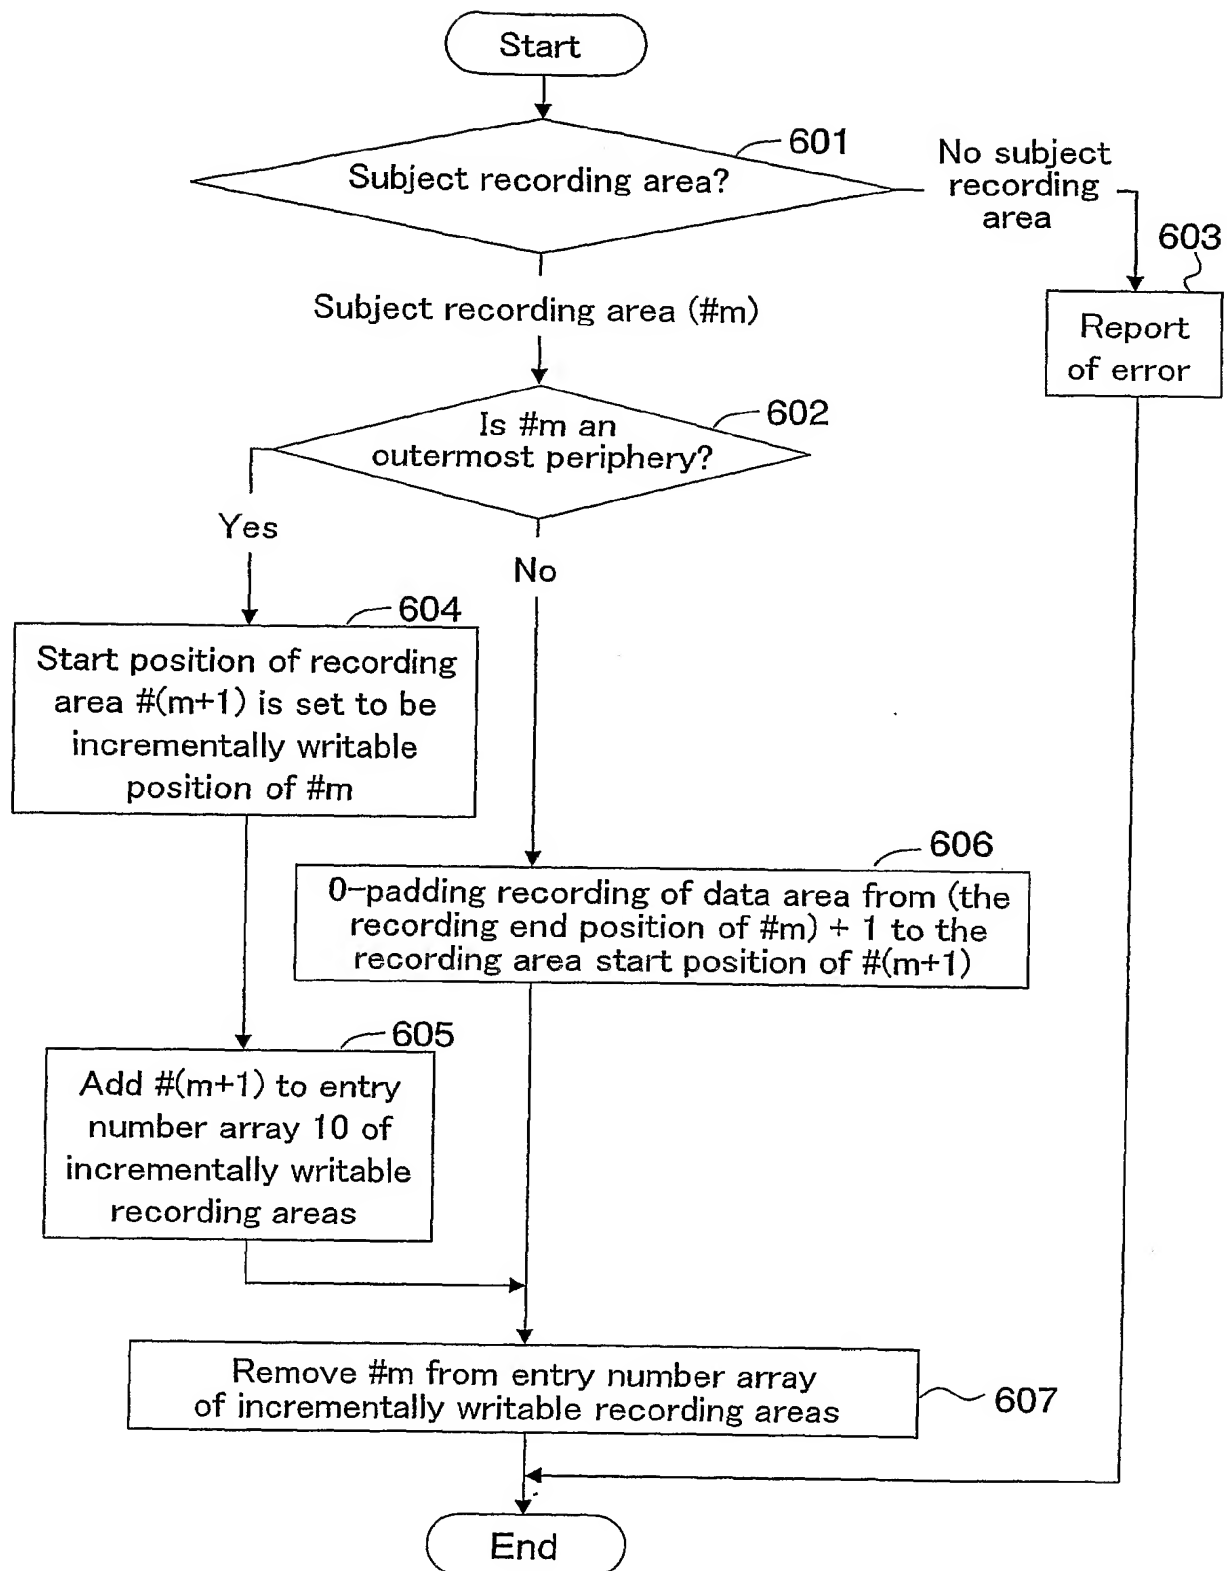 Start
601
Subject recording area?
No subject
recording
area
603
Report
of error
Subject recording area (#m)
602
Is #m an
outermost periphery?
Yes
No
604
Start position of recording
area #(m+1) is set to be
incrementally writable
position of #m
606
0-padding recording of data area from (the
recording end position of #m) + 1 to the
recording area start position of #(m+1)
605
Add #(m+1) to entry
number array 10 of
incrementally writable
recording areas
Remove #m from entry number array
of incrementally writable recording areas
607
End